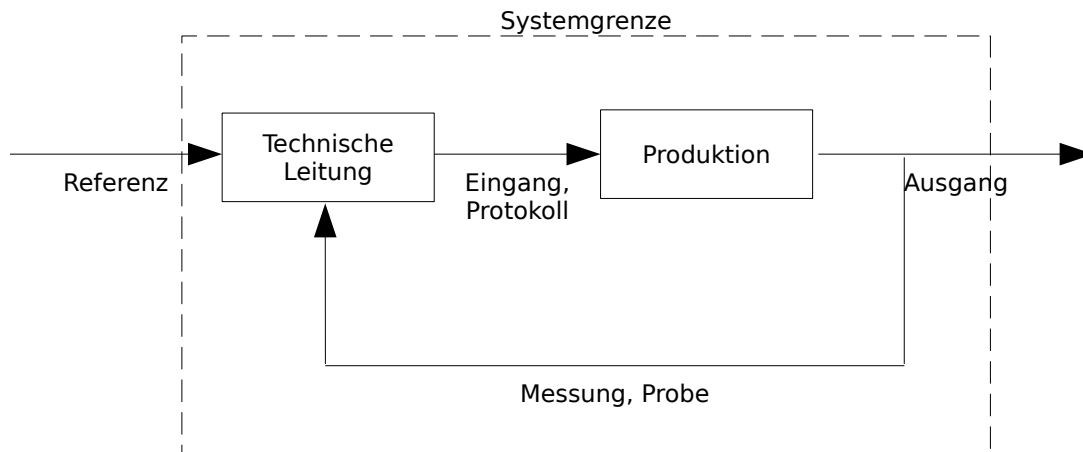 Systemgrenze
Technische
Leitung
Produktion
Referenz
Eingang,
Protokoll
Ausgang
Messung, Probe